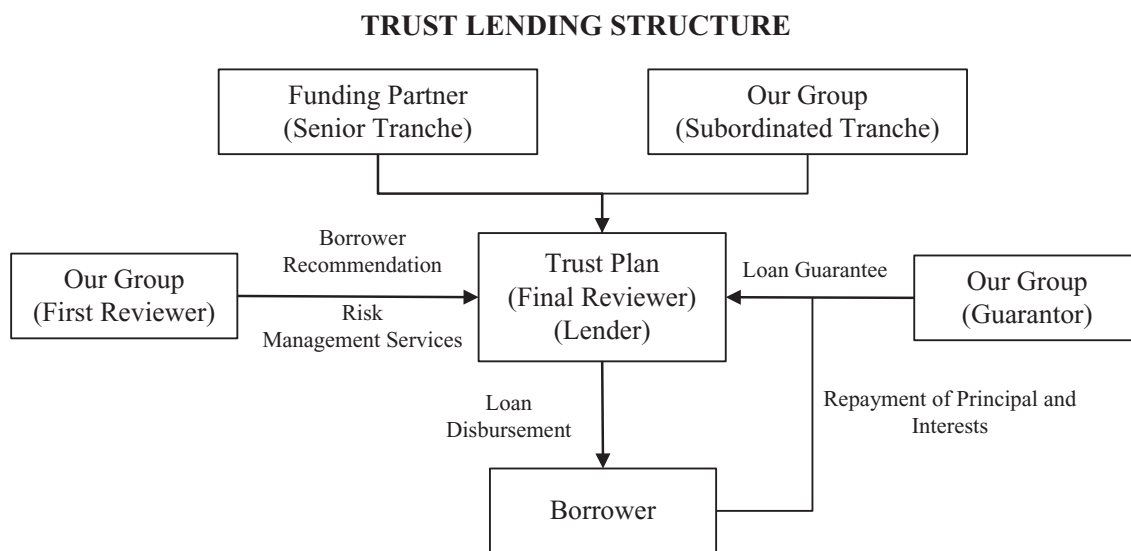 TRUST LENDING STRUCTURE
Funding Partner
(Senior Tranche)
Our Group
(Subordinated Tranche)
Our Group
(First Reviewer)
Borrower
Recommendation
Risk
Management Services
Trust Plan
(Final Reviewer)
(Lender)
Loan Guarantee
Our Group
(Guarantor)
Loan
Disbursement
Repayment of Principal and
Interests
Borrower